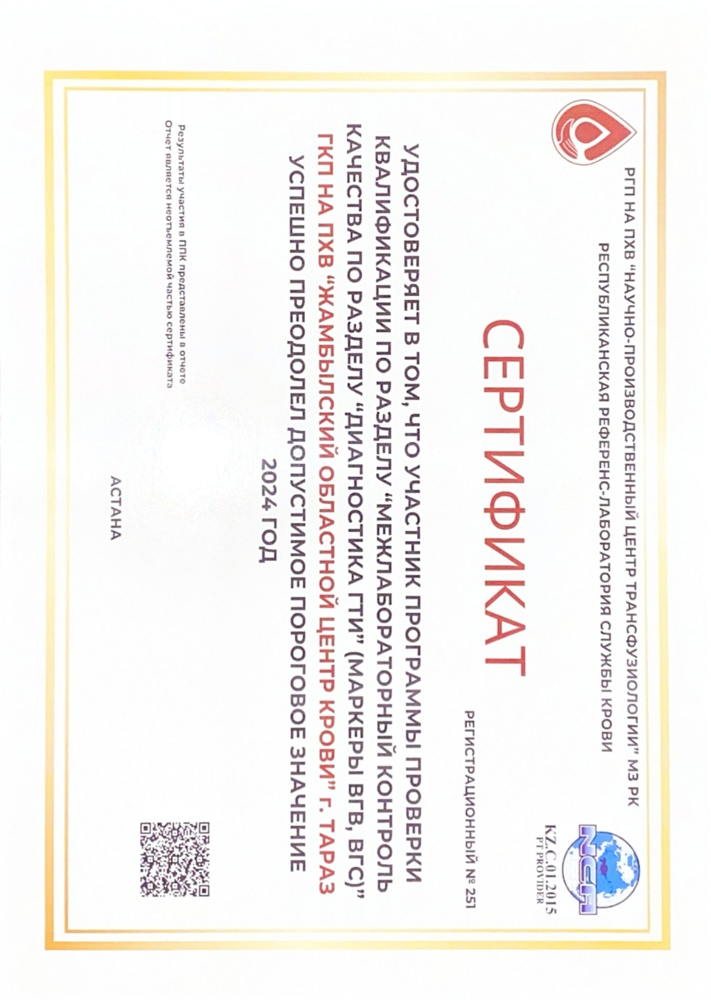 РГП НА ПХВ “НАУЧНО-ПРОИЗВОДСТВЕННЫЙ ЦЕНТР ТРАНСФУЗИОЛОГИИ” МЗ РК
РЕСПУБЛИКАНСКАЯ РЕФЕРЕНС-ЛАБОРАТОРИЯ СЛУЖБЫ КРОВИ
NCA
KZ.C.01.2015
PT PROVIDER
СЕРТИФИКАТ
РЕГИСТРАЦИОННЫЙ № 251
УДОСТОВЕРЯЕТ В ТОМ, ЧТО УЧАСТНИК ПРОГРАММЫ ПРОВЕРКИ
КВАЛИФИКАЦИИ ПО РАЗДЕЛУ “МЕЖЛАБОРАТОРНЫЙ КОНТРОЛЬ
КАЧЕСТВА ПО РАЗДЕЛУ “ДИАГНОСТИКА ГТИ” (МАРКЕРЫ ВГВ, ВГС)”
ГКП НА ПХВ “ЖАМБЫЛСКИЙ ОБЛАСТНОЙ ЦЕНТР КРОВИ” г. ТАРАЗ
УСПЕШНО ПРЕОДОЛЕЛ ДОПУСТИМОЕ ПОРОГОВОЕ ЗНАЧЕНИЕ
2024 ГОД
Результаты участия в ППК представлены в отчете
Отчет является неотъемлемой частью сертификата
АСТАНА